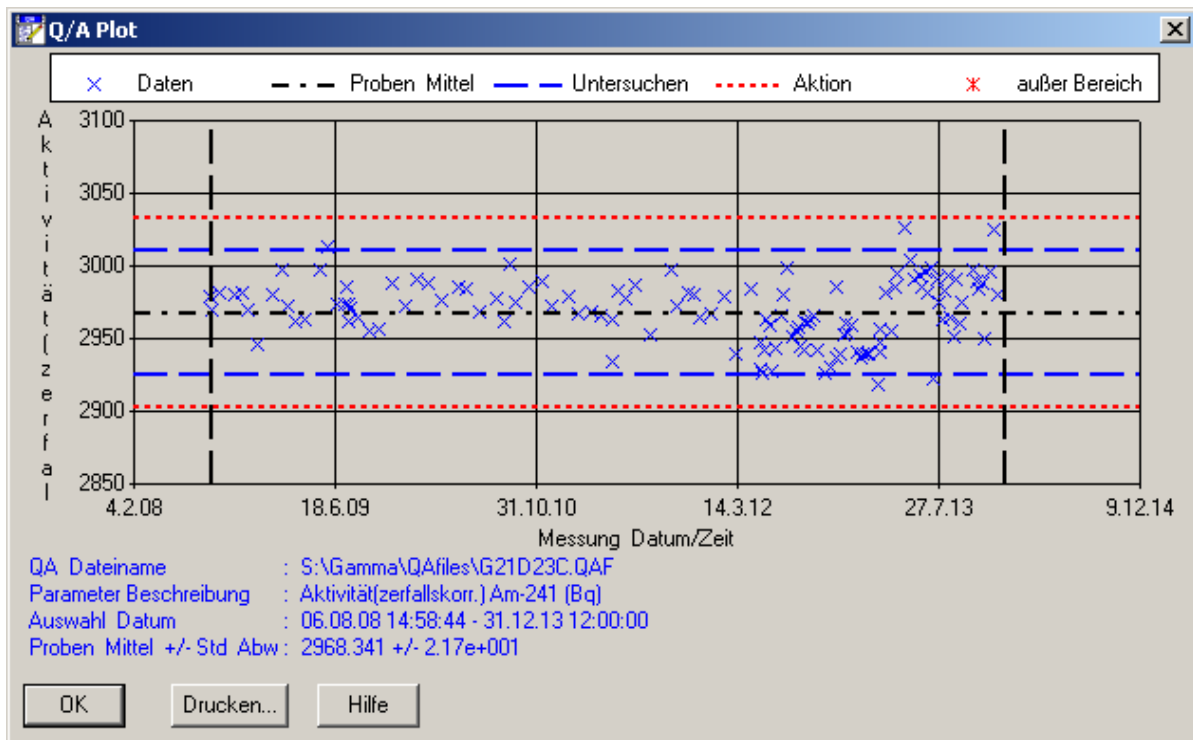 Q/A Plot
Daten Proben Mittel Untersuchen Aktion außer Bereich
Aktivität(zerfal
3100
3050
3000
2950
2900
2850
4.2.08 18.6.09 31.10.10 14.3.12 27.7.13 9.12.14
Messung Datum/Zeit
QA Dateiname : S:\Gamma\QAfiles\G21D23C.QAF
Parameter Beschreibung : Aktivität(zerfallskorr.) Am-241 (Bq)
Auswahl Datum : 06.08.08 14:58:44 - 31.12.13 12:00:00
Proben Mittel +/- Std Abw : 2968.341 +/- 2.17e+001
OK Drucken... Hilfe